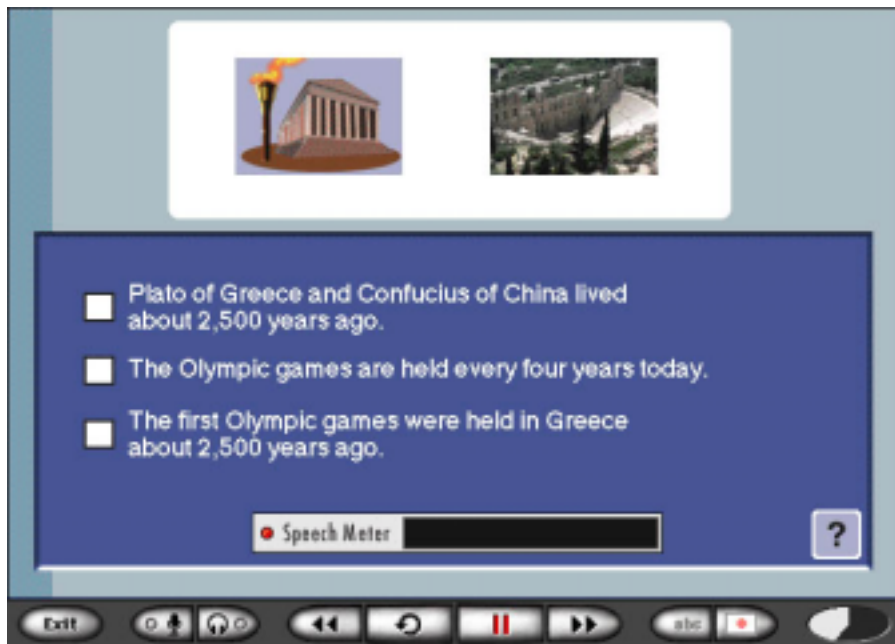 Plato of Greece and Confucius of China lived
about 2,500 years ago.
The Olympic games are held every four years today.
The first Olympic games were held in Greece
about 2,500 years ago.
Speech Meter
?
Exit
abc